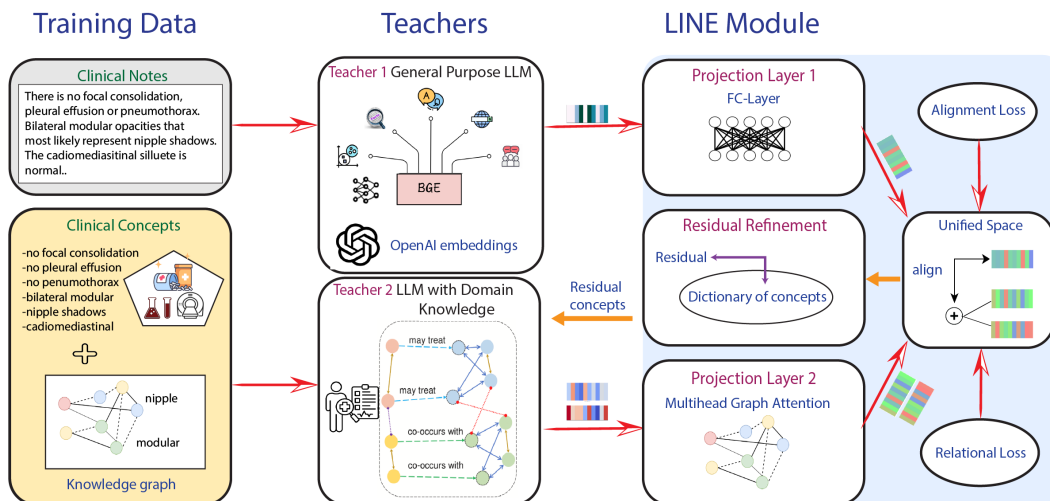 Training Data
Teachers
LINE Module
Clinical Notes
There is no focal consolidation,
pleural effusion or pneumothorax.
Bilateral modular opacities that
most likely represent nipple shadows.
The cadiomediasitinal silluete is
normal..
Clinical Concepts
-no focal consolidation
-no pleural effusion
-no penumothorax
-bilateral modular
-nipple shadows
-cadiomediastinal
nipple
modular
Knowledge graph
Teacher 1 General Purpose LLM
A
BGE
OpenAI embeddings
Teacher 2 LLM with Domain
Knowledge
may treat
may treat
co-occurs with
co-occurs with
Residual
concepts
Projection Layer 1
FC-Layer
Residual Refinement
Residual
Dictionary of concepts
Projection Layer 2
Multihead Graph Attention
Alignment Loss
Unified Space
align
+
Relational Loss